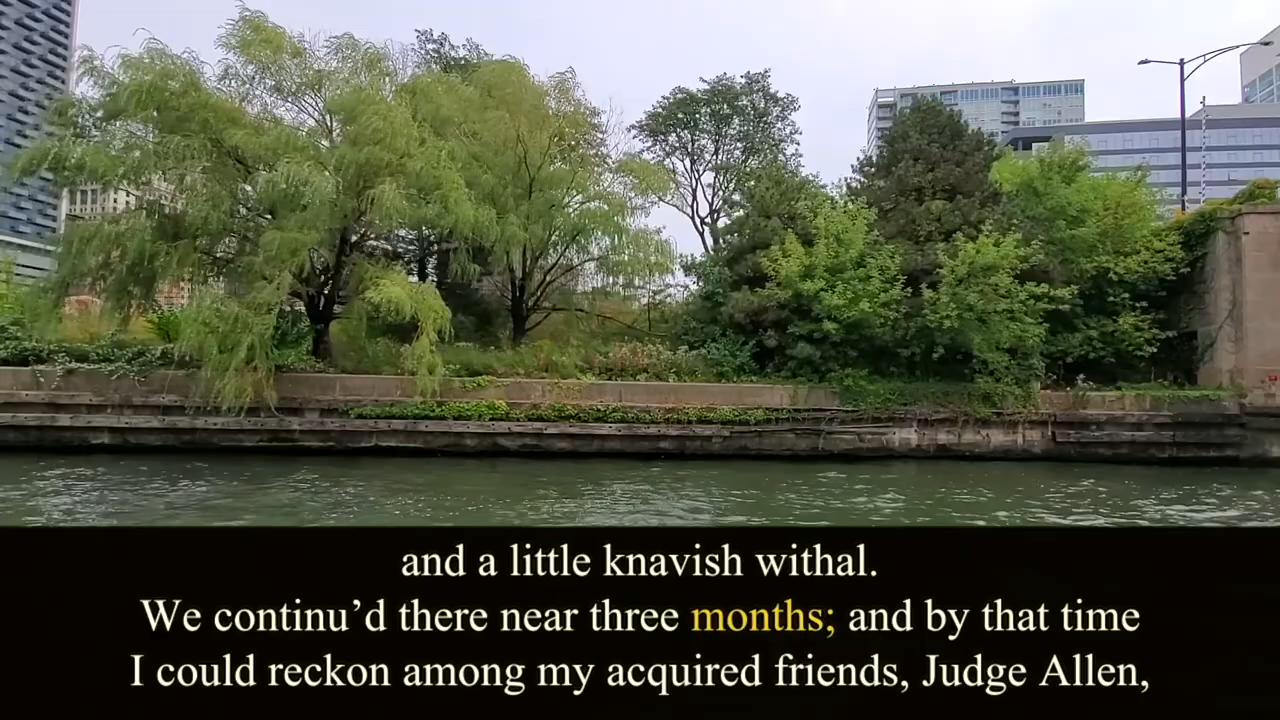 and a little knavish withal.
We continu’d there near three months; and by that time
I could reckon among my acquired friends, Judge Allen,